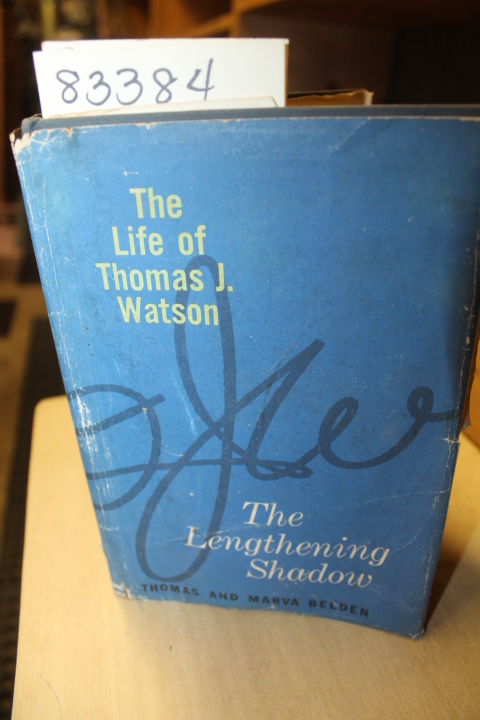 83384
The
Life of
Thomas J.
Watson
The
Lengthening
Shadow
THOMAS AND MARVA BELDEN